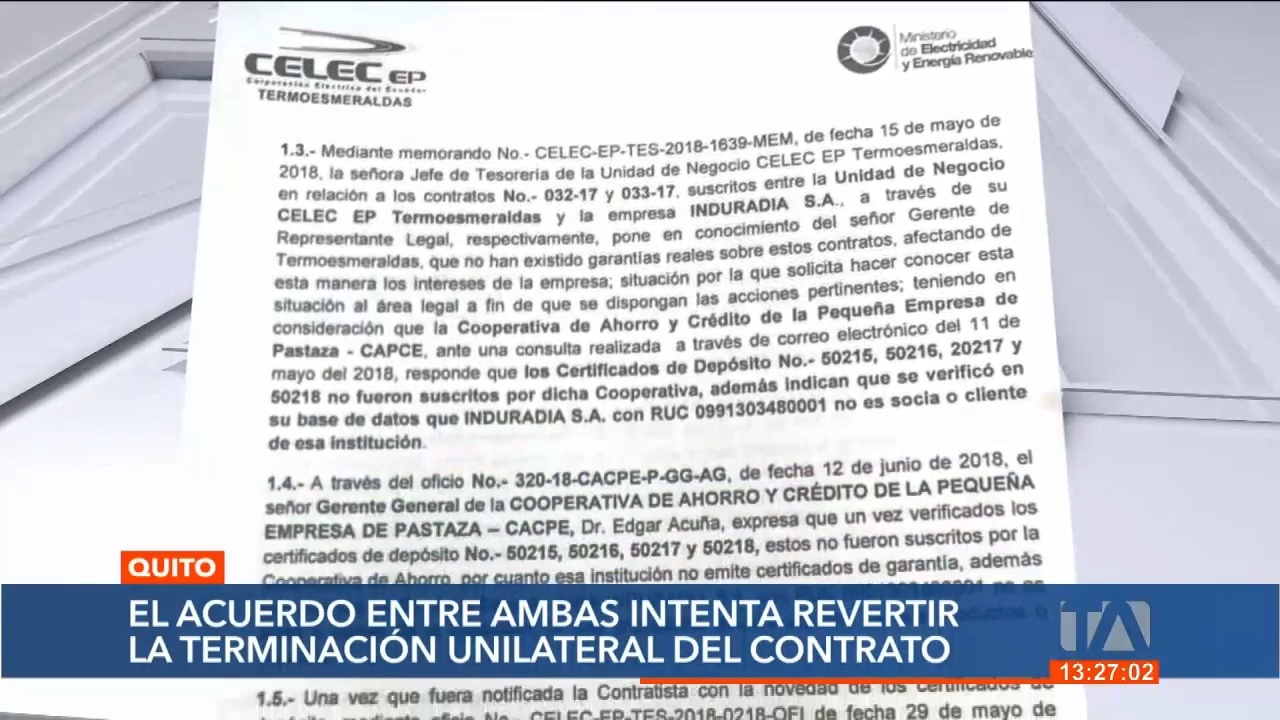 CELEC EP
Corporación Eléctrica del Ecuador
TERMOESMERALDAS
Ministerio
de Electricidad
y Energía Renovable
1.3.- Mediante memorando No.- CELEC-EP-TES-2018-1639-MEM, de fecha 15 de mayo de
2018, la señora Jefe de Tesorería de la Unidad de Negocio CELEC EP Termoesmeraldas,
en relación a los contratos No.- 032-17 y 033-17, suscritos entre la Unidad de Negocio
CELEC EP Termoesmeraldas y la empresa INDURADIA S.A., a través de su
Representante Legal, respectivamente, pone en conocimiento del señor Gerente de
Termoesmeraldas, que no han existido garantías reales sobre estos contratos, afectando de
esta manera los intereses de la empresa; situación por la que solicita hacer conocer esta
situación al área legal a fin de que se dispongan las acciones pertinentes; teniendo en
consideración que la Cooperativa de Ahorro y Crédito de la Pequeña Empresa de
Pastaza - CAPCE, ante una consulta realizada a través de correo electrónico del 11 de
mayo del 2018, responde que los Certificados de Depósito No.- 50215, 50216, 20217 y
50218 no fueron suscritos por dicha Cooperativa, además indican que se verificó en
su base de datos que INDURADIA S.A. con RUC 0991303480001 no es socia o cliente
de esa institución.
1.4.- A través del oficio No.- 320-18-CACPE-P-GG-AG, de fecha 12 de junio de 2018, el
señor Gerente General de la COOPERATIVA DE AHORRO Y CRÉDITO DE LA PEQUEÑA
EMPRESA DE PASTAZA – CACPE, Dr. Edgar Acuña, expresa que un vez verificados los
certificados de depósito No.- 50215, 50216, 50217 y 50218, estos no fueron suscritos por la
Cooperativa de Ahorro, por cuanto esa institución no emite certificados de garantía, además
QUITO
EL ACUERDO ENTRE AMBAS INTENTA REVERTIR
LA TERMINACIÓN UNILATERAL DEL CONTRATO
TA
13:27:02
1.5.- Una vez que fuera notificada la Contratista con la novedad de los certificados de
CELEC-EP-TES-2018-0218-OFI de fecha 29 de mayo de